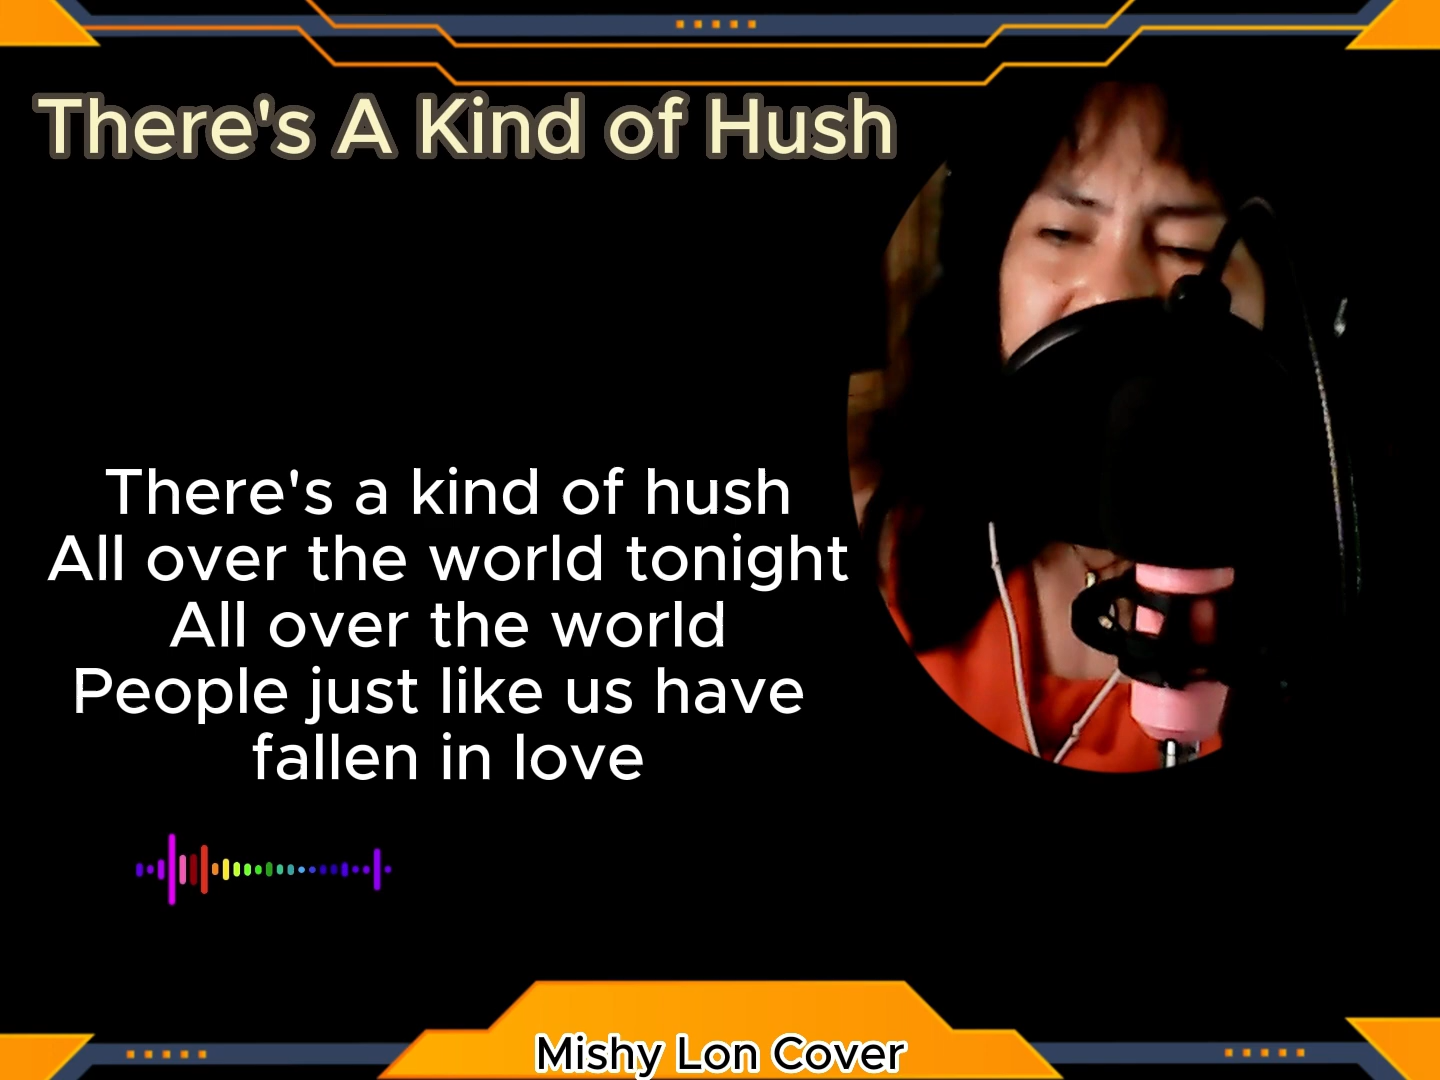 There's A Kind of Hush
There's a kind of hush
All over the world tonight
All over the world
People just like us have
fallen in love
Mishy Lon Cover